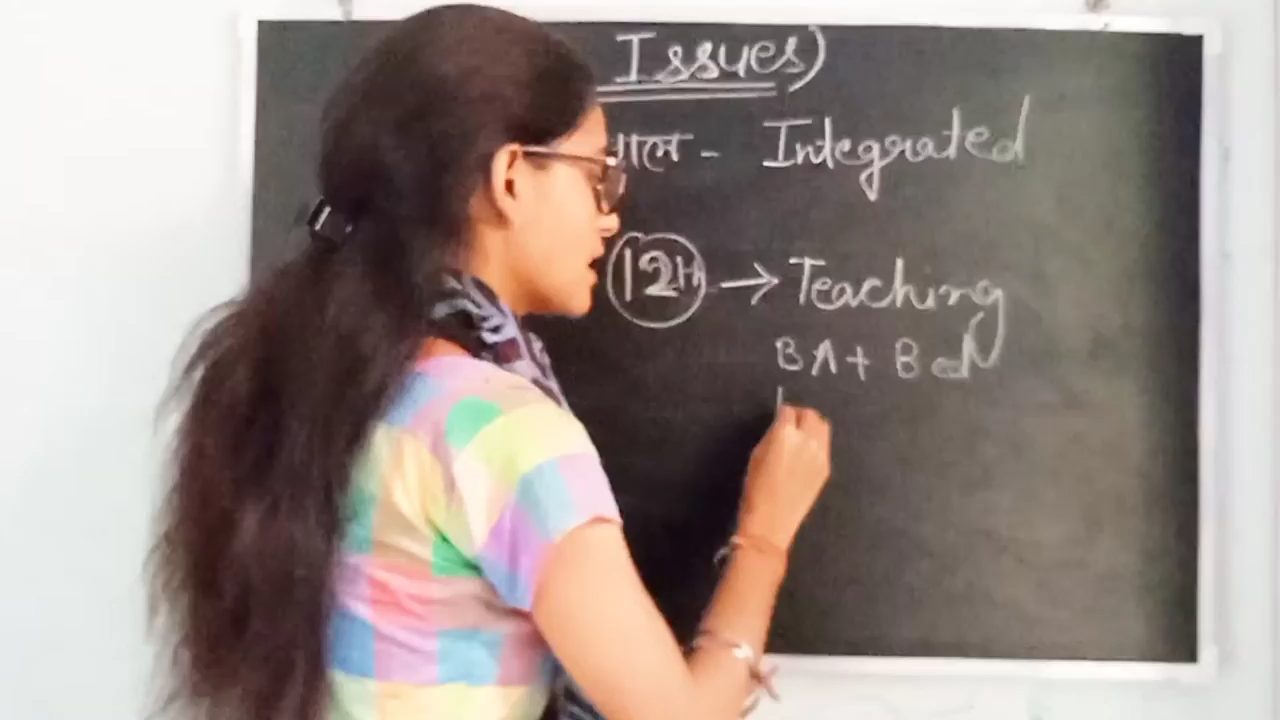 Issues)
- Integrated
12th → Teaching
BA + Bed